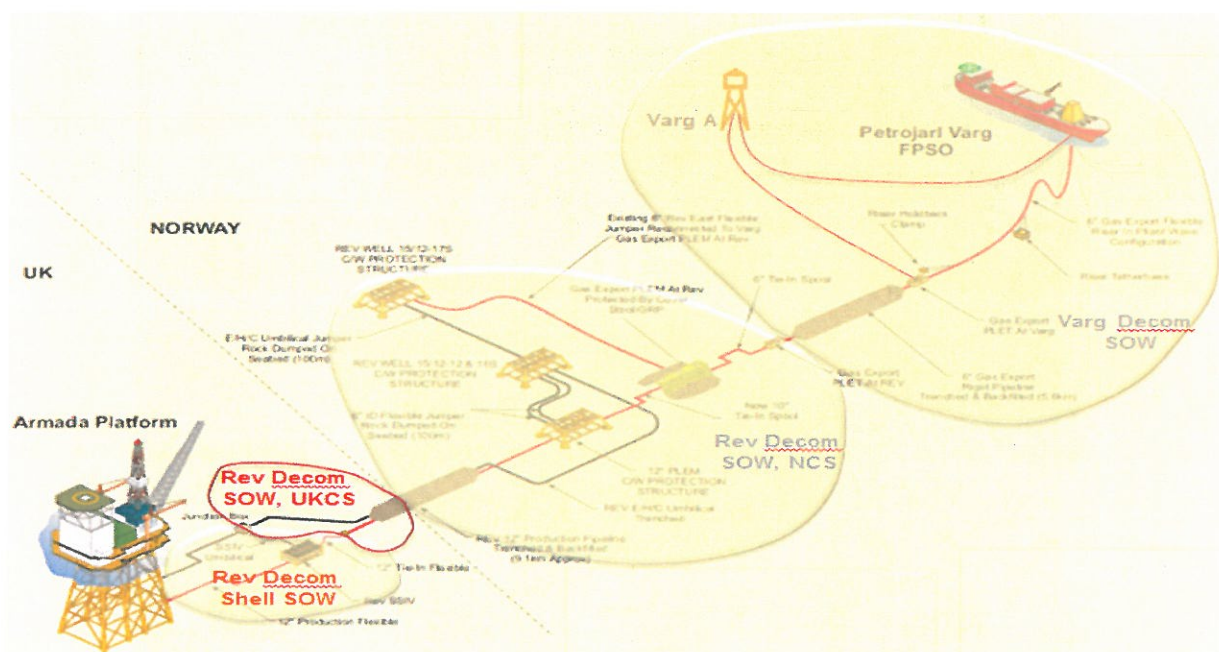 Varg A
Petrojarl Varg
FPSO
NORWAY
UK
Existing 6" Rev East Flexible
Jumper Reconnected To Varg
Gas Export PLEM At Rev
Riser Holdback
Clamp
6" Gas Export Flexible
Riser In Pliant Wave
Configuration
REV WELL 15/12-17S
C/W PROTECTION
STRUCTURE
Gas Export PLEM At Rev
Protected By Cover
Steel/GRP
6" Tie-In Spool
Riser Tetherbase
Gas Export
PLET At Varg
Varg Decom
SOW
E/H/C Umbilical Jumper
Rock Dumped On
Seabed (100m)
REV WELL 15/12-12 &
C/W PROTECTION
STRUCTURE
Gas Export
PLET At REV
6" Gas Export
Rigid Pipeline
Trenched & Backfilled
6" ID Flexible Jumper
Rock Dumped On
Seabed (100m)
New 10"
Tie-In Spool
Armada Platform
Rev Decom
SOW, NCS
Rev Decom
SOW, UKCS
12" PLEM
C/W PROTECTION
STRUCTURE
REV E/H/C Umbilical
Trenched
Junction Box
SSIV
Umbilical
REV 12" Production Pipeline
Trenched & Backfilled
(9.1km Approx)
12" Tie-In Flexible
Rev Decom
Shell SOW
Rev SSIV
12" Production Flexible